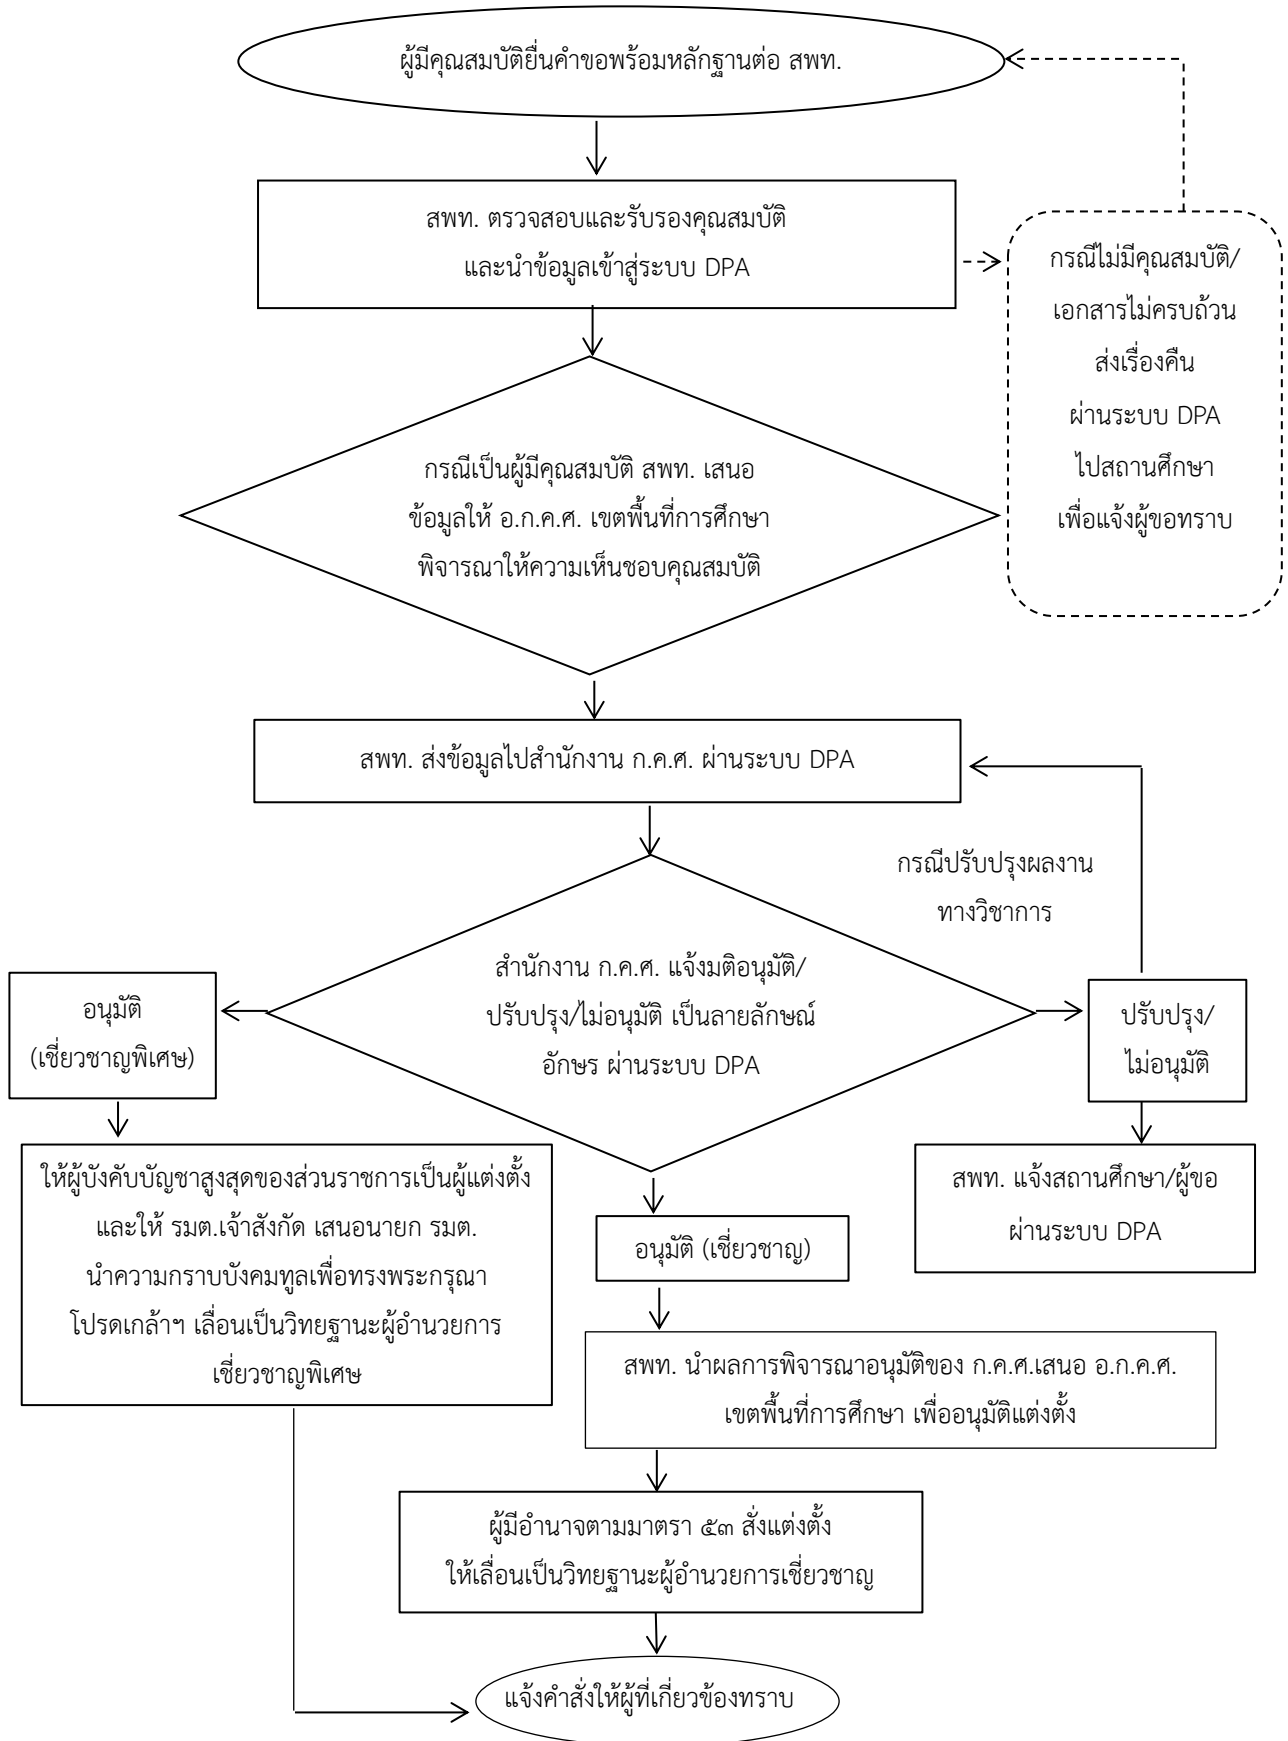 ผู้มีคุณสมบัติยื่นคำขอพร้อมหลักฐานต่อ สพท.
สพท. ตรวจสอบและรับรองคุณสมบัติ
และนำข้อมูลเข้าสู่ระบบ DPA
กรณีไม่มีคุณสมบัติ/
เอกสารไม่ครบถ้วน
ส่งเรื่องคืน
ผ่านระบบ DPA
ไปสถานศึกษา
เพื่อแจ้งผู้ขอทราบ
กรณีเป็นผู้มีคุณสมบัติ สพท. เสนอ
ข้อมูลให้ อ.ก.ค.ศ. เขตพื้นที่การศึกษา
พิจารณาให้ความเห็นชอบคุณสมบัติ
สพท. ส่งข้อมูลไปสำนักงาน ก.ค.ศ. ผ่านระบบ DPA
กรณีปรับปรุงผลงาน
ทางวิชาการ
สำนักงาน ก.ค.ศ. แจ้งมติอนุมัติ/
ปรับปรุง/ไม่อนุมัติ เป็นลายลักษณ์
อักษร ผ่านระบบ DPA
อนุมัติ
(เชี่ยวชาญพิเศษ)
ปรับปรุง/
ไม่อนุมัติ
ให้ผู้บังคับบัญชาสูงสุดของส่วนราชการเป็นผู้แต่งตั้ง
และให้ รมต.เจ้าสังกัด เสนอนายก รมต.
นำความกราบบังคมทูลเพื่อทรงพระกรุณา
โปรดเกล้าฯ เลื่อนเป็นวิทยฐานะผู้อำนวยการ
เชี่ยวชาญพิเศษ
สพท. แจ้งสถานศึกษา/ผู้ขอ
ผ่านระบบ DPA
อนุมัติ (เชี่ยวชาญ)
สพท. นำผลการพิจารณาอนุมัติของ ก.ค.ศ.เสนอ อ.ก.ค.ศ.
เขตพื้นที่การศึกษา เพื่ออนุมัติแต่งตั้ง
ผู้มีอำนาจตามมาตรา ๕๓ สั่งแต่งตั้ง
ให้เลื่อนเป็นวิทยฐานะผู้อำนวยการเชี่ยวชาญ
แจ้งคำสั่งให้ผู้ที่เกี่ยวข้องทราบ